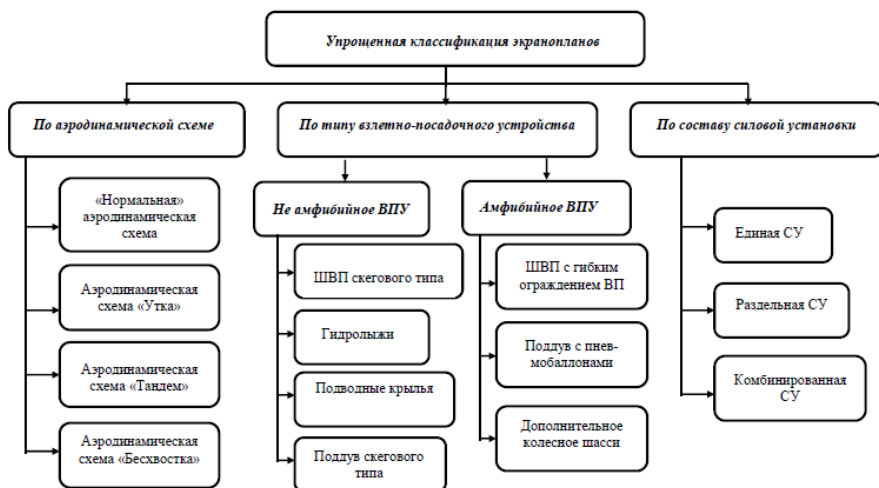 Упрощенная классификация экранопланов
По аэродинамической схеме
По типу взлетно-посадочного устройства
По составу силовой установки
«Нормальная»
аэродинамическая
схема
Аэродинамическая
схема «Утка»
Аэродинамическая
схема «Тандем»
Аэродинамическая
схема «Бесхвостка»
Не амфибийное ВПУ
ШВП скегового типа
Гидролыжи
Подводные крылья
Поддув скегового
типа
Амфибийное ВПУ
ШВП с гибким
ограждением ВП
Поддув с пнев-
мобаллонами
Дополнительное
колесное шасси
Единая СУ
Раздельная СУ
Комбинированная
СУ